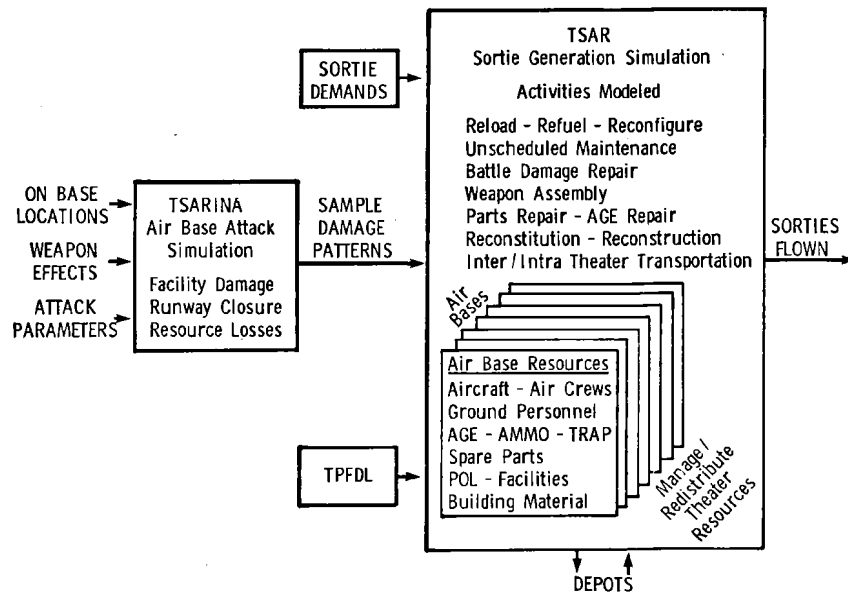 SORTIE
DEMANDS
ON BASE
LOCATIONS
WEAPON
EFFECTS
ATTACK
PARAMETERS
TSARINA
Air Base Attack
Simulation
Facility Damage
Runway Closure
Resource Losses
SAMPLE
DAMAGE
PATTERNS
TPFDL
TSAR
Sortie Generation Simulation
Activities Modeled
Reload - Refuel - Reconfigure
Unscheduled Maintenance
Battle Damage Repair
Weapon Assembly
Parts Repair - AGE Repair
Reconstitution - Reconstruction
Inter / Intra Theater Transportation
Air
Bases
Air Base Resources
Aircraft - Air Crews
Ground Personnel
AGE - AMMO - TRAP
Spare Parts
POL - Facilities
Building Material
Manage /
Redistribute
Theater
Resources
SORTIES
FLOWN
DEPOTS